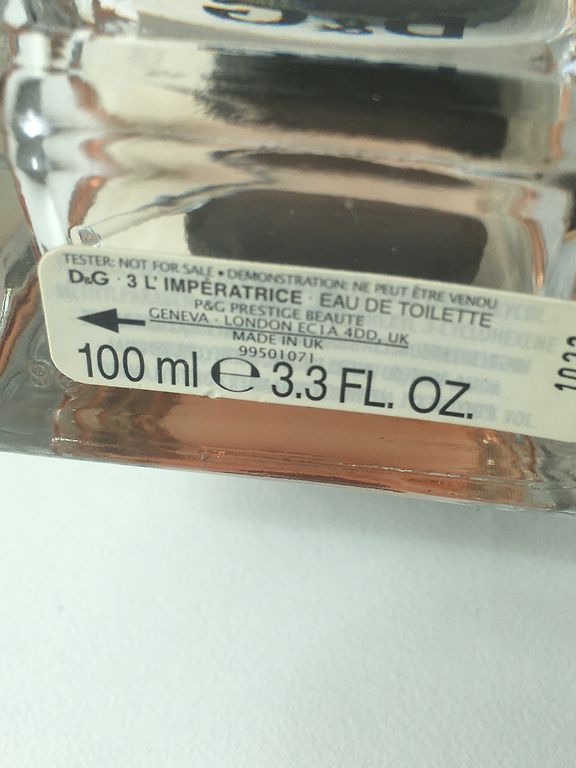 D&G
TESTER: NOT FOR SALE • DEMONSTRATION: NE PEUT ÊTRE VENDU
D&G · 3 L' IMPÉRATRICE · EAU DE TOILETTE
P&G PRESTIGE BEAUTE
GENEVA · LONDON EC1A 4DD, UK
MADE IN UK
99501071
100 ml ℮ 3.3 FL. OZ.